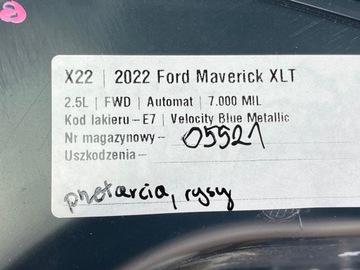 X22 | 2022 Ford Maverick XLT
2.5L | FWD | Automat | 7.000 MIL
Kod lakieru – E7 | Velocity Blue Metallic
Nr magazynowy – 05521
Uszkodzenia –
przetarcia, rysy